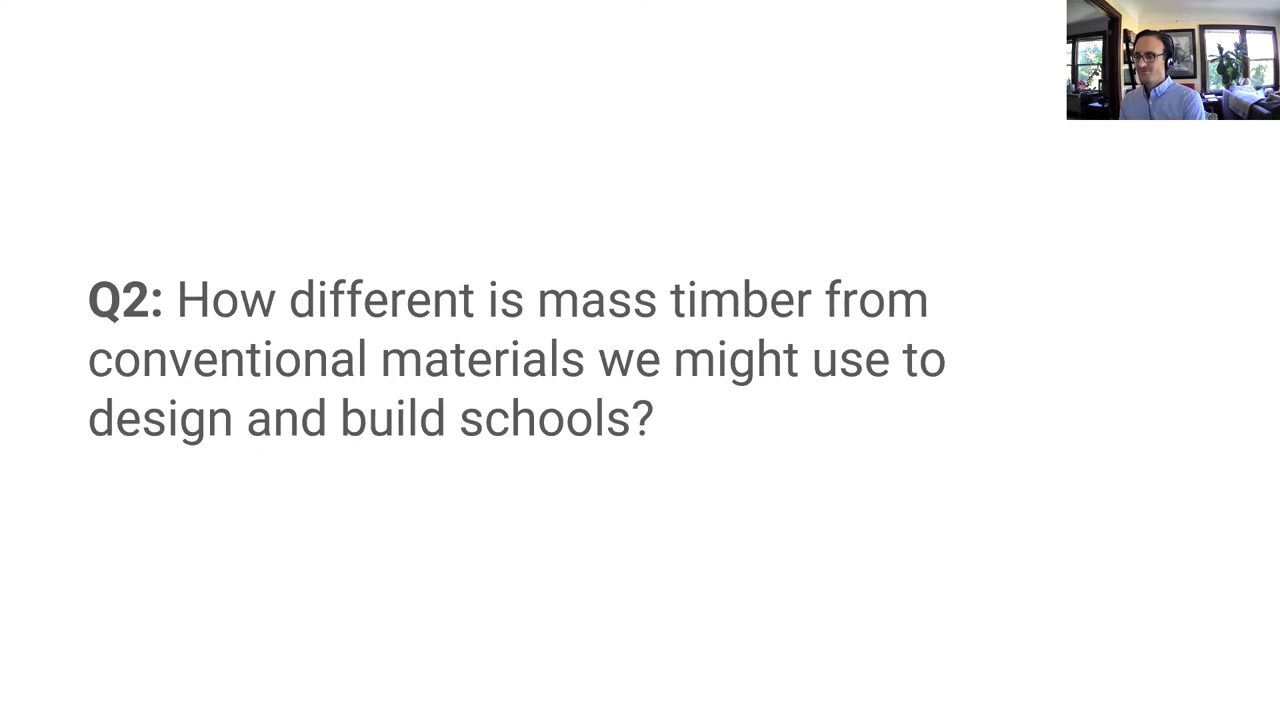 Q2: How different is mass timber from
conventional materials we might use to
design and build schools?